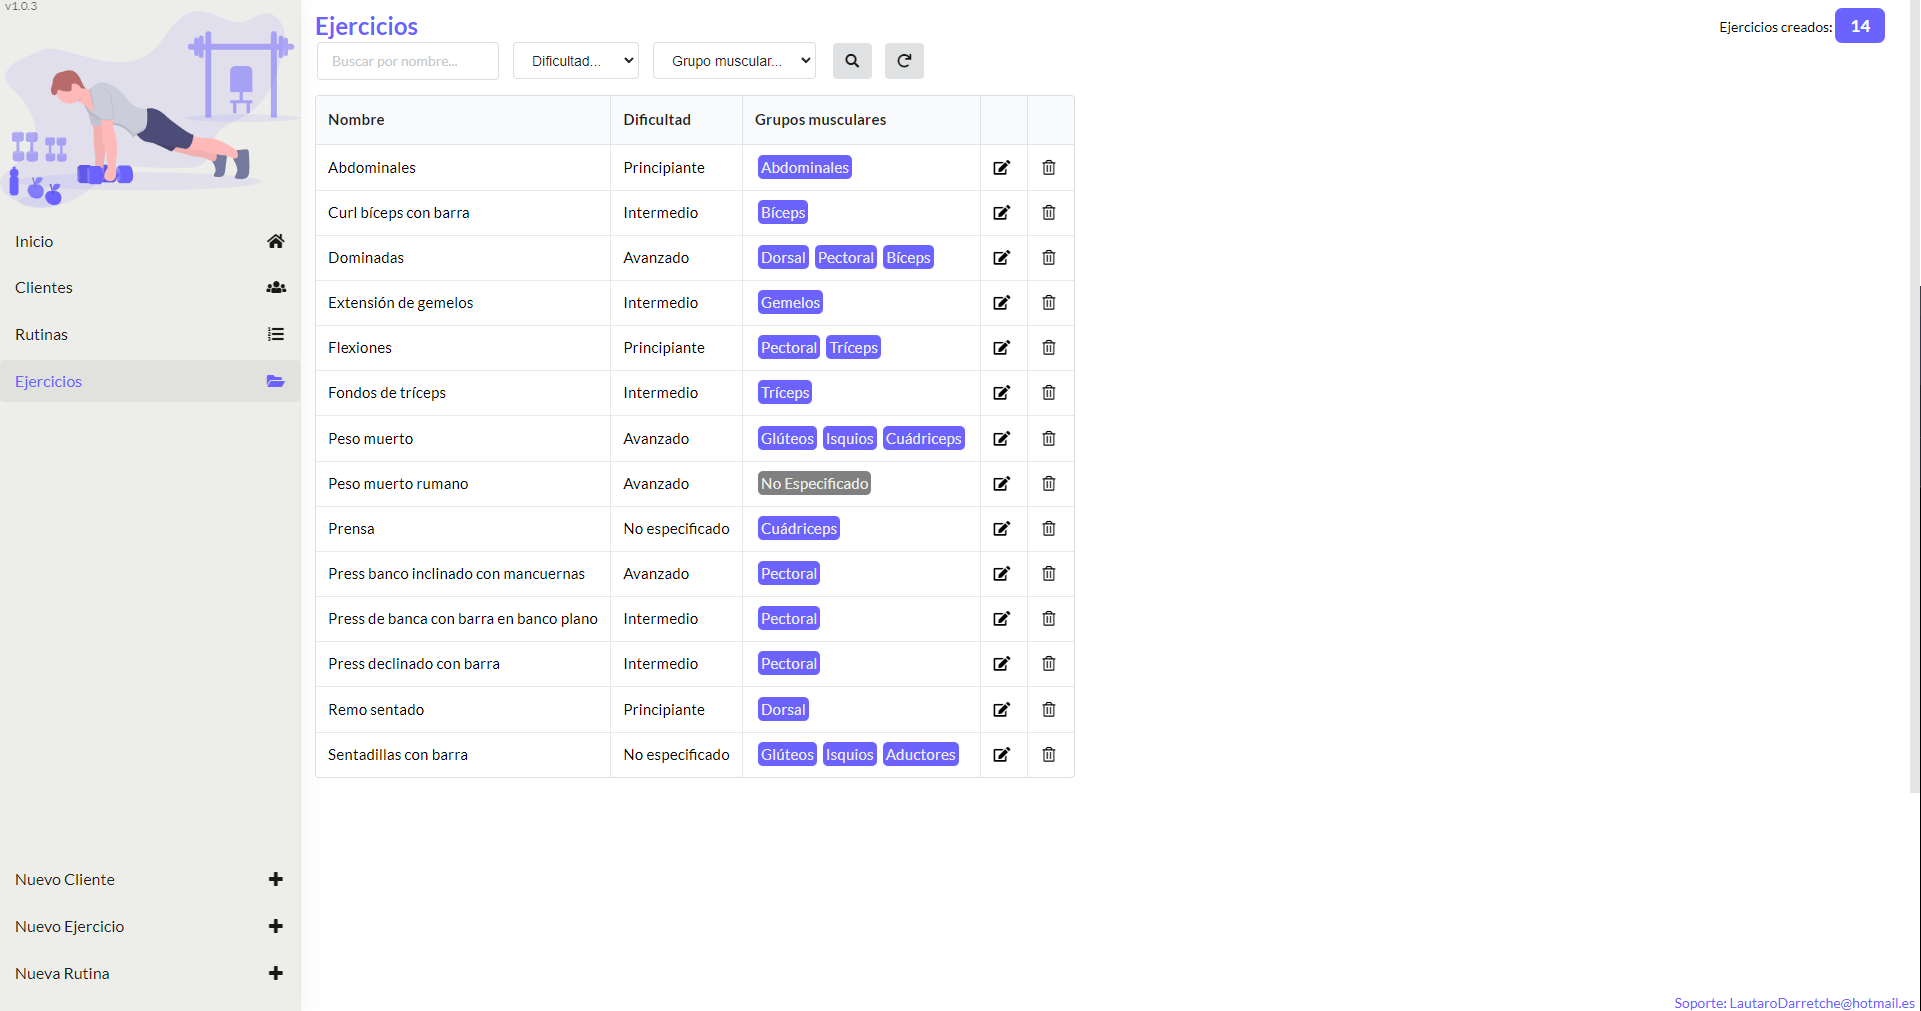 v1.0.3
Inicio
Clientes
Rutinas
Ejercicios
Nuevo Cliente
Nuevo Ejercicio
Nueva Rutina
Ejercicios
Ejercicios creados: 14
Buscar por nombre... Dificultad... Grupo muscular...
Nombre Dificultad Grupos musculares
Abdominales Principiante Abdominales
Curl bíceps con barra Intermedio Bíceps
Dominadas Avanzado Dorsal Pectoral Bíceps
Extensión de gemelos Intermedio Gemelos
Flexiones Principiante Pectoral Tríceps
Fondos de tríceps Intermedio Tríceps
Peso muerto Avanzado Glúteos Isquios Cuádriceps
Peso muerto rumano Avanzado No Especificado
Prensa No especificado Cuádriceps
Press banco inclinado con mancuernas Avanzado Pectoral
Press de banca con barra en banco plano Intermedio Pectoral
Press declinado con barra Intermedio Pectoral
Remo sentado Principiante Dorsal
Sentadillas con barra No especificado Glúteos Isquios Aductores
Soporte: LautaroDarretche@hotmail.es